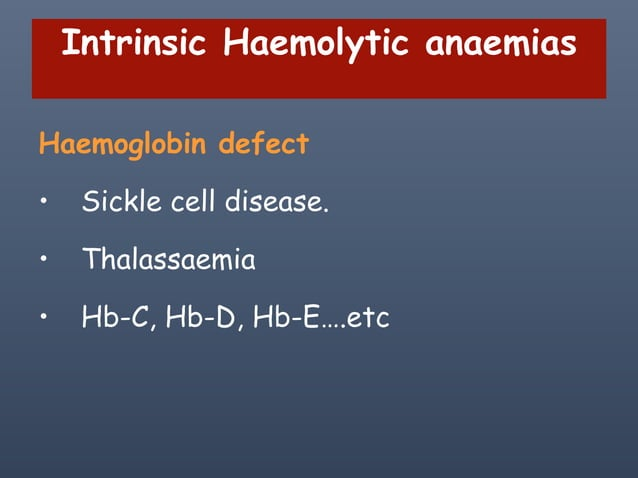 Intrinsic Haemolytic anaemias
Haemoglobin defect
• Sickle cell disease.
• Thalassaemia
• Hb-C, Hb-D, Hb-E….etc